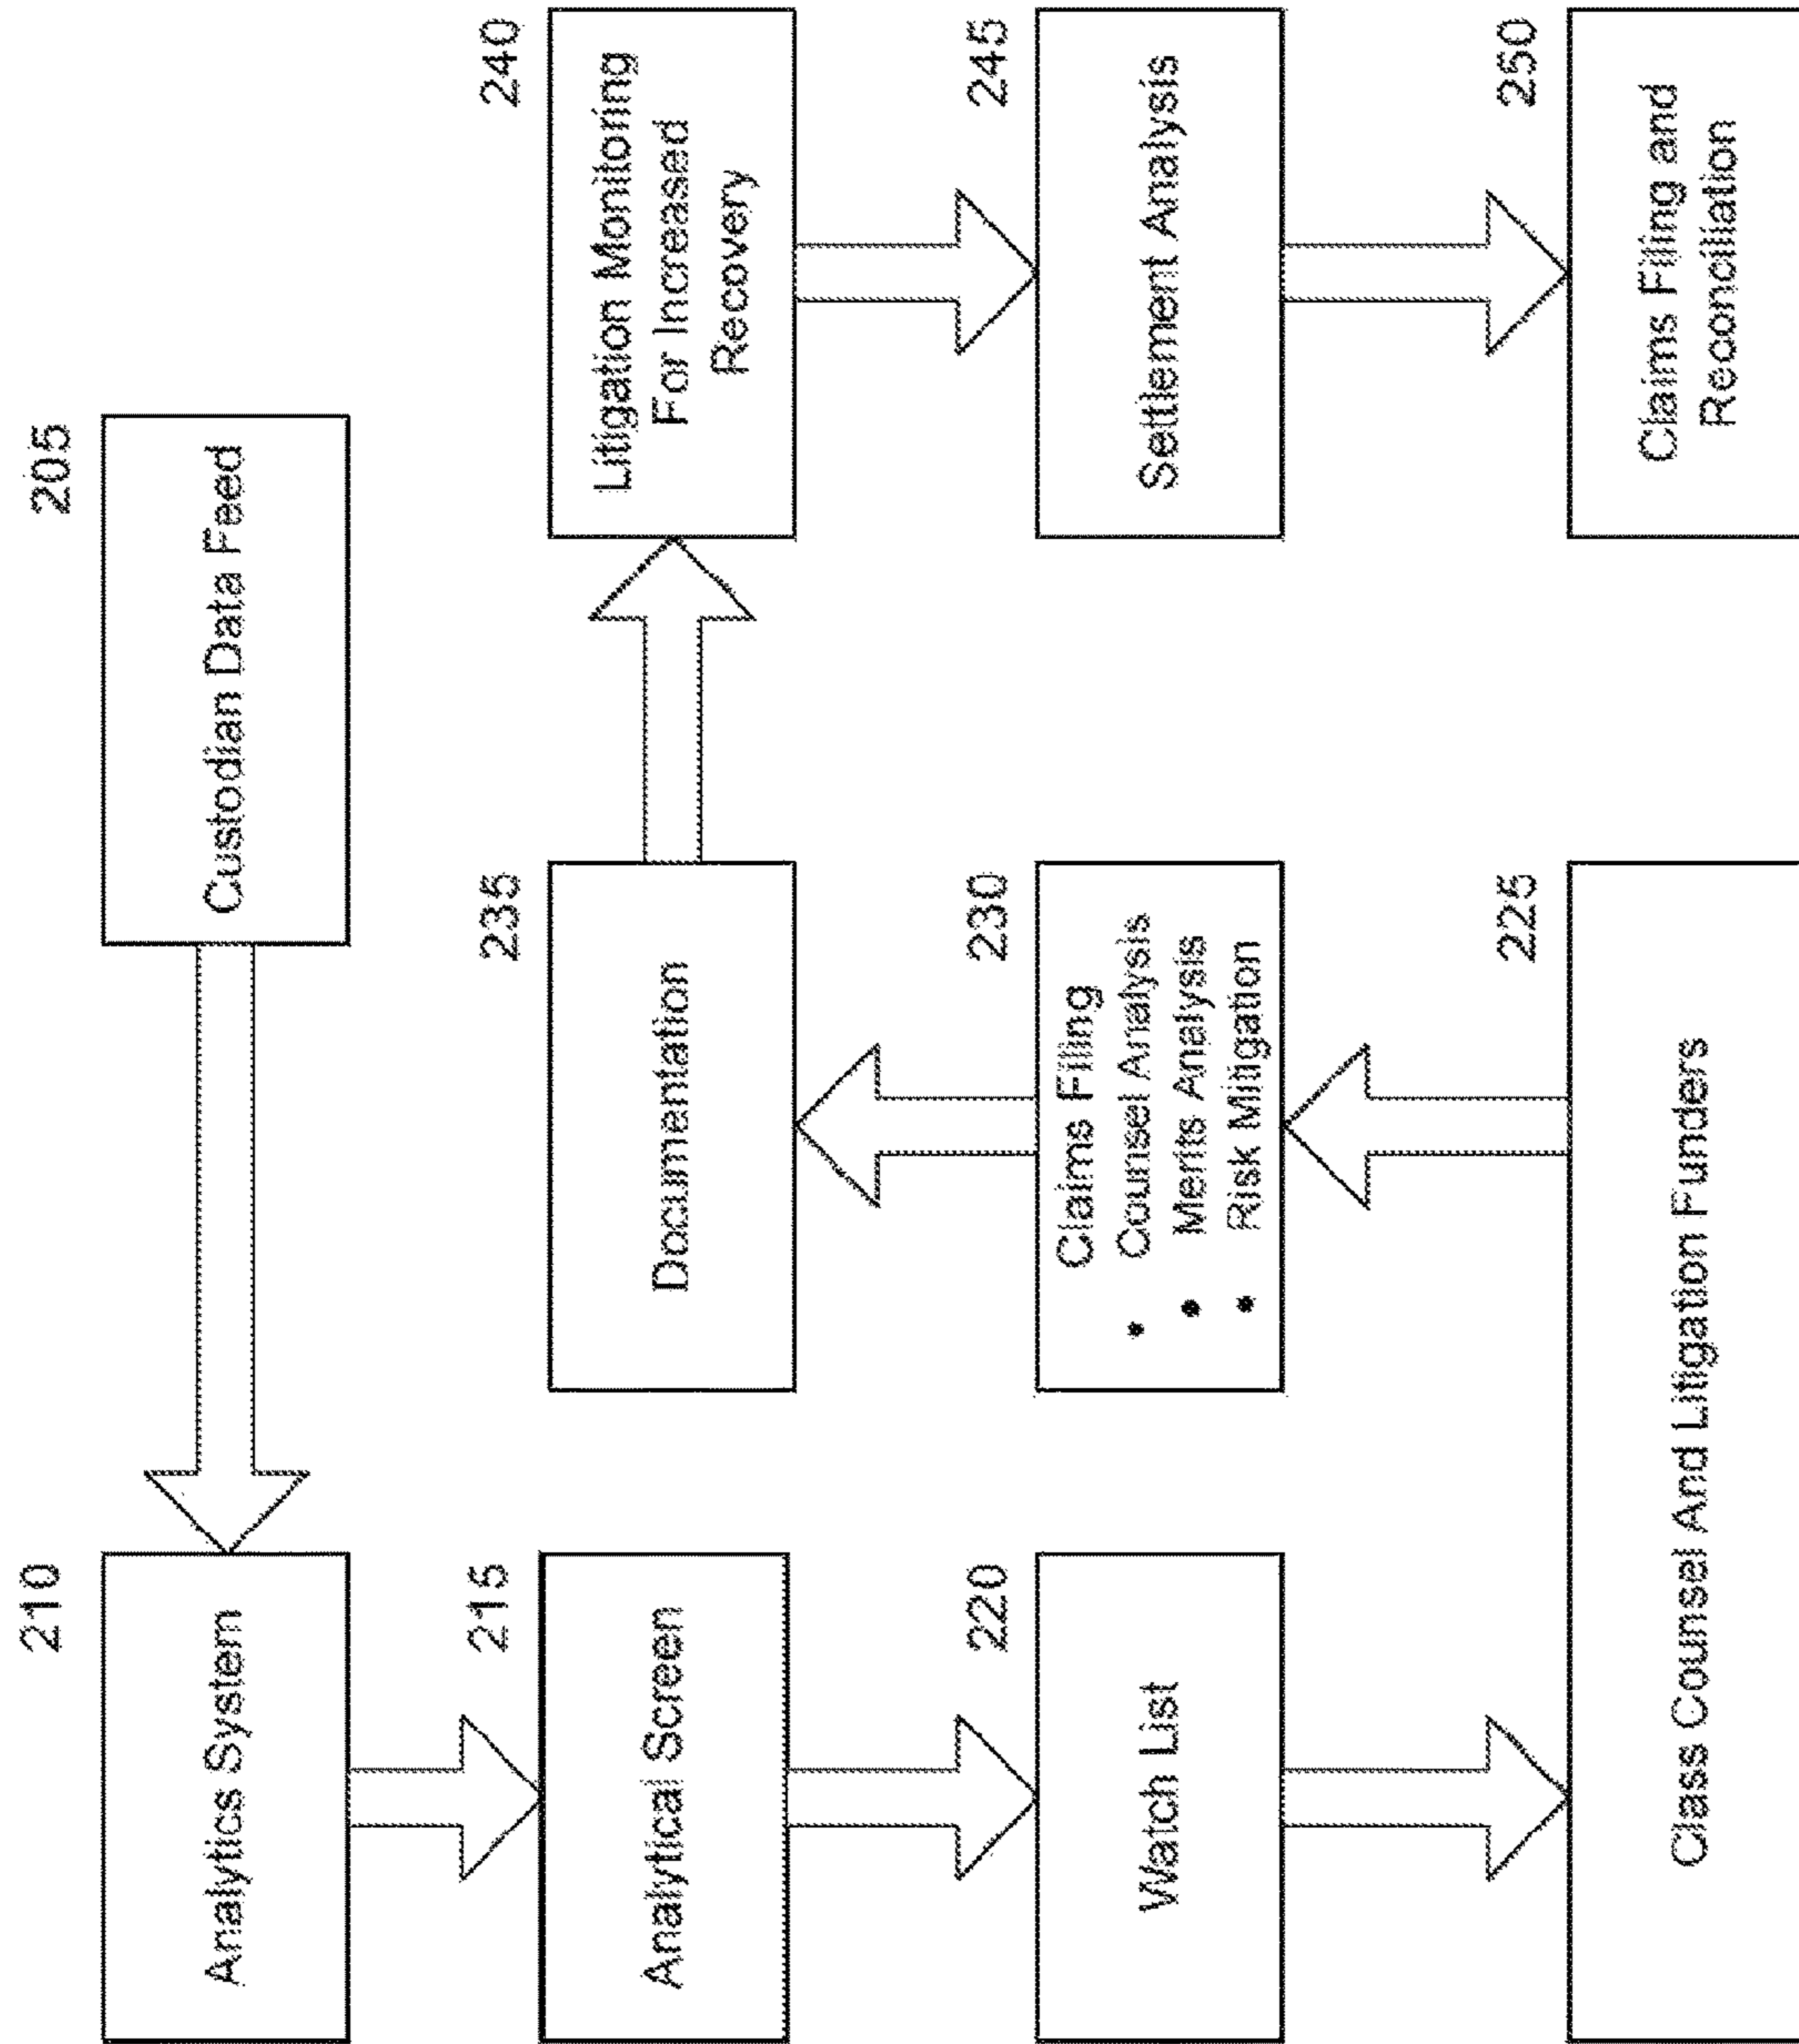 210
Analytics System
205
Custodian Data Feed
215
Analytical Screen
235
Documentation
240
Litigation Monitoring
For Increased
Recovery
220
Watch List
230
Claims Filing
• Counsel Analysis
• Merits Analysis
• Risk Mitigation
245
Settlement Analysis
225
Class Counsel And Litigation Funders
250
Claims Filing and
Reconciliation